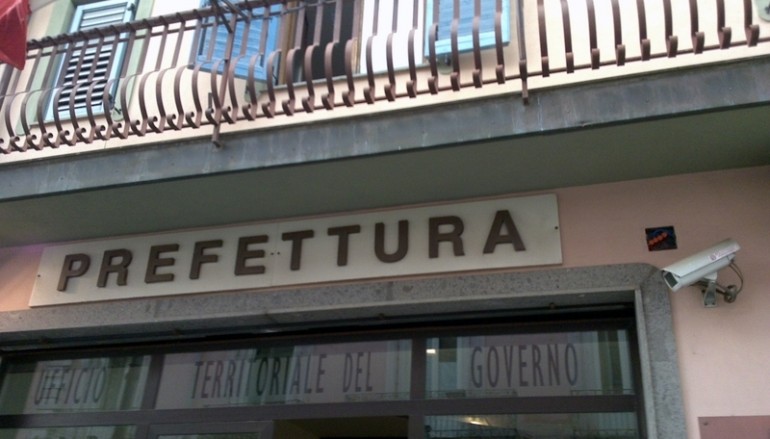 PREFETTURA
UFFICIO TERRITORIALE DEL GOVERNO